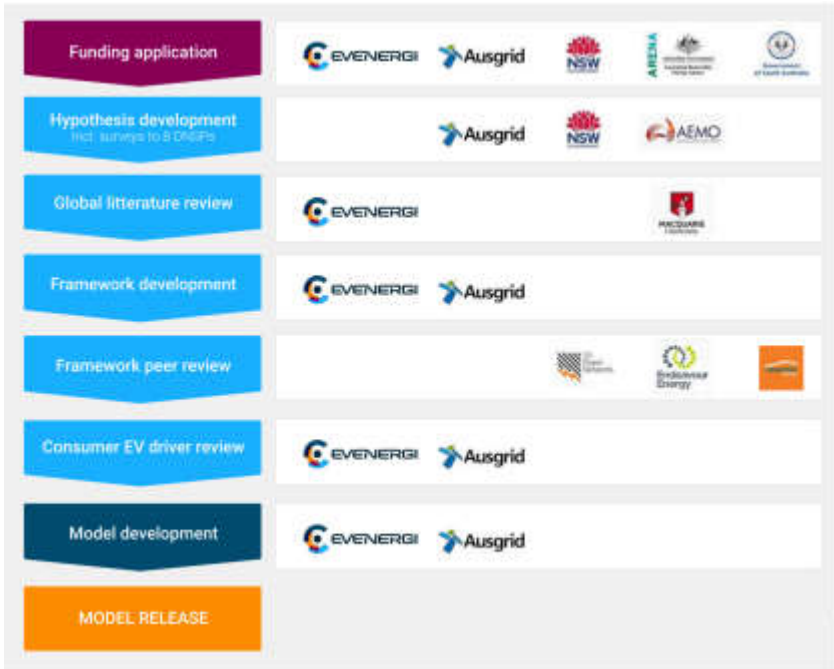 Funding application
EVENERGI
Ausgrid
NSW
ARENA
Hypothesis development
Incl. surveys to 8 DNSPs
Ausgrid
NSW
AEMO
Global litterature review
EVENERGI
MACQUARIE
Framework development
EVENERGI
Ausgrid
Framework peer review
Endeavour
Energy
Consumer EV driver review
EVENERGI
Ausgrid
Model development
EVENERGI
Ausgrid
MODEL RELEASE